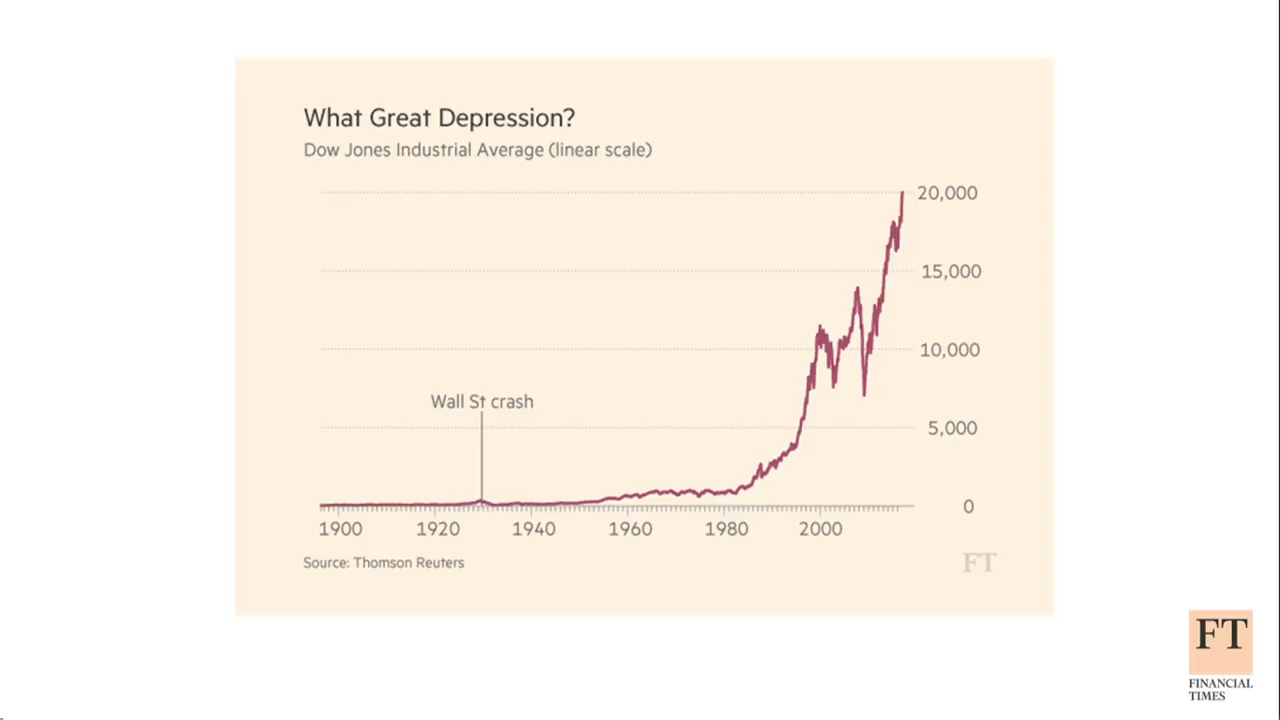 What Great Depression?
Dow Jones Industrial Average (linear scale)
20,000
15,000
10,000
Wall St crash
5,000
0
1900 1920 1940 1960 1980 2000
Source: Thomson Reuters
FT
FT
FINANCIAL
TIMES